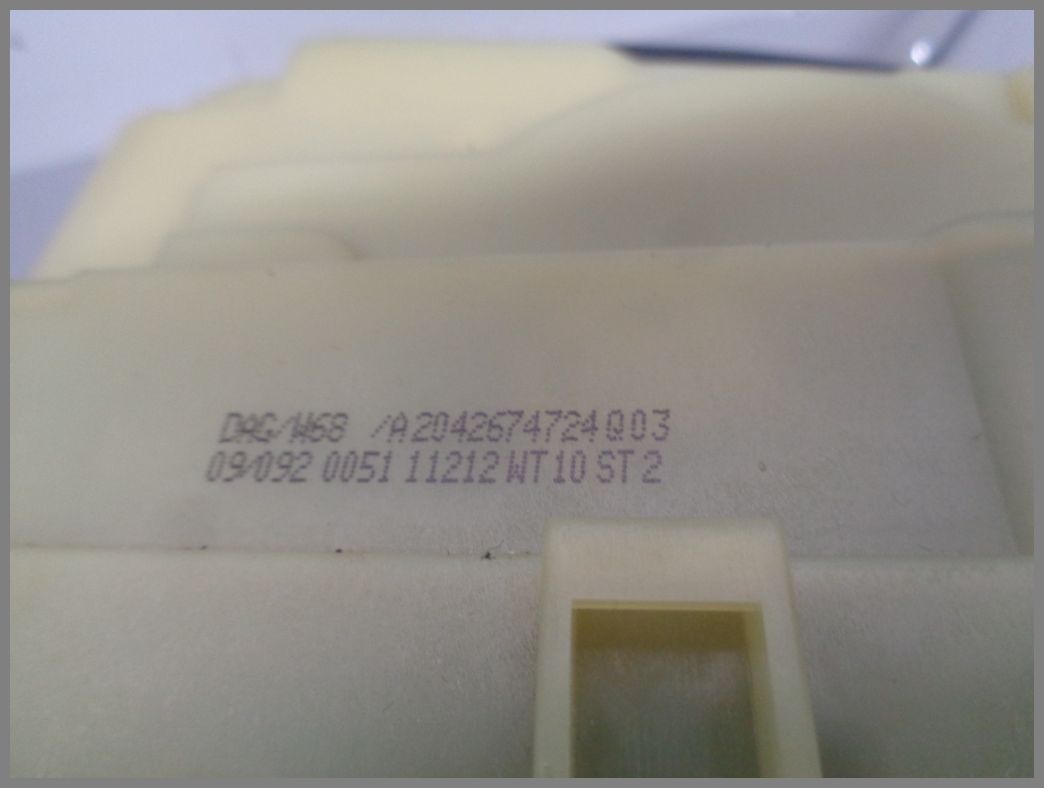 DAG/W68 /A2042674724Q03
09/092 0051 11212 WT10 ST2